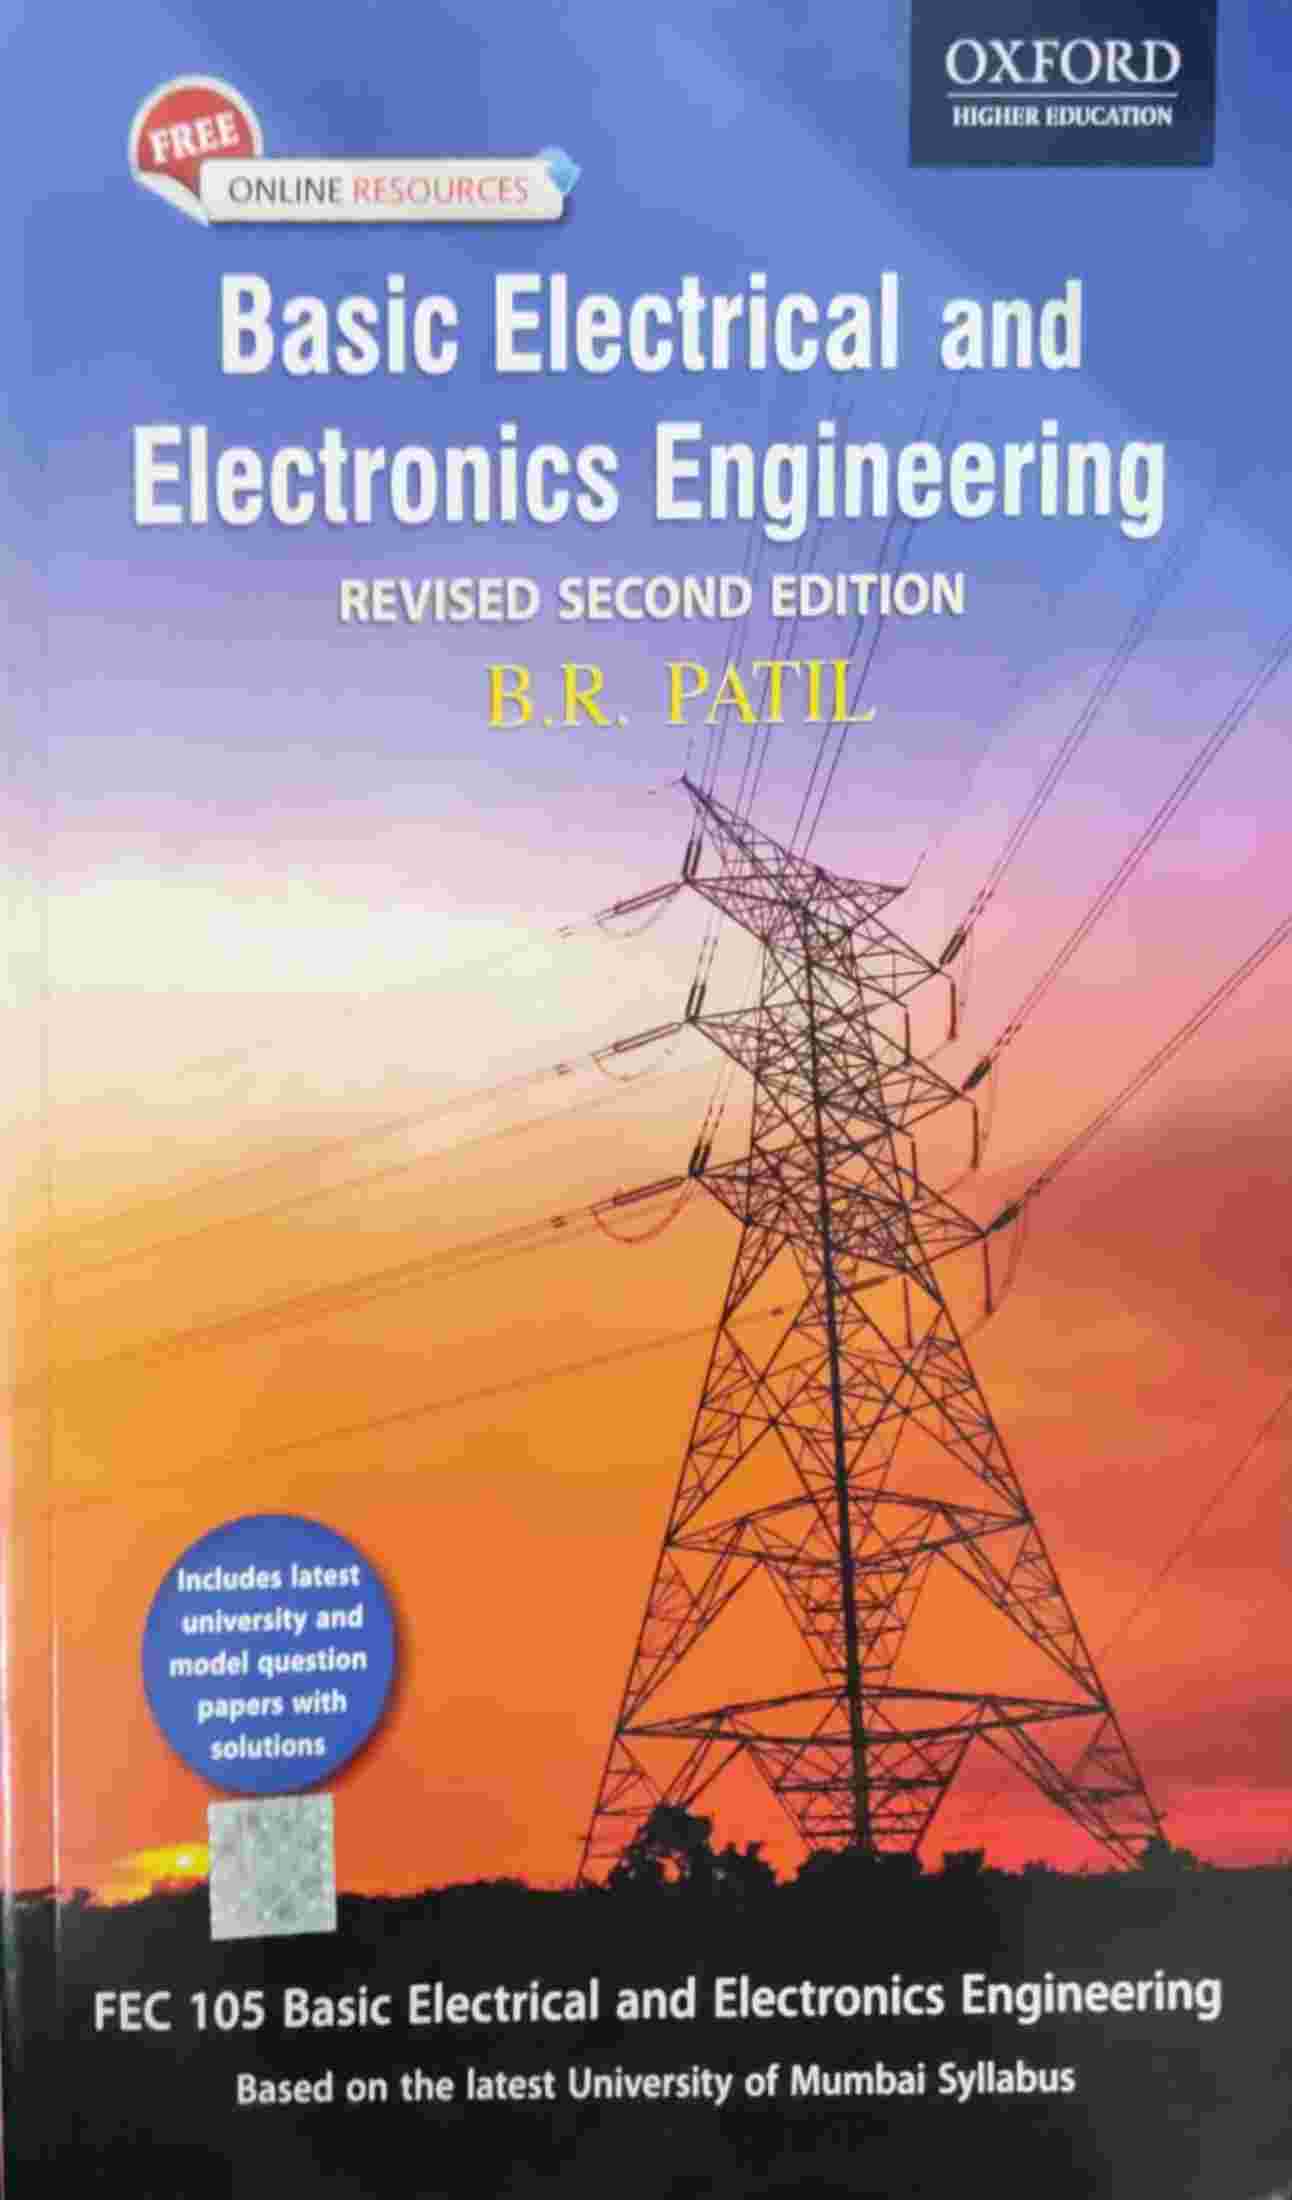 OXFORD
HIGHER EDUCATION
FREE
ONLINE RESOURCES
Basic Electrical and
Electronics Engineering
REVISED SECOND EDITION
B.R. PATIL
Includes latest
university and
model question
papers with
solutions
FEC 105 Basic Electrical and Electronics Engineering
Based on the latest University of Mumbai Syllabus